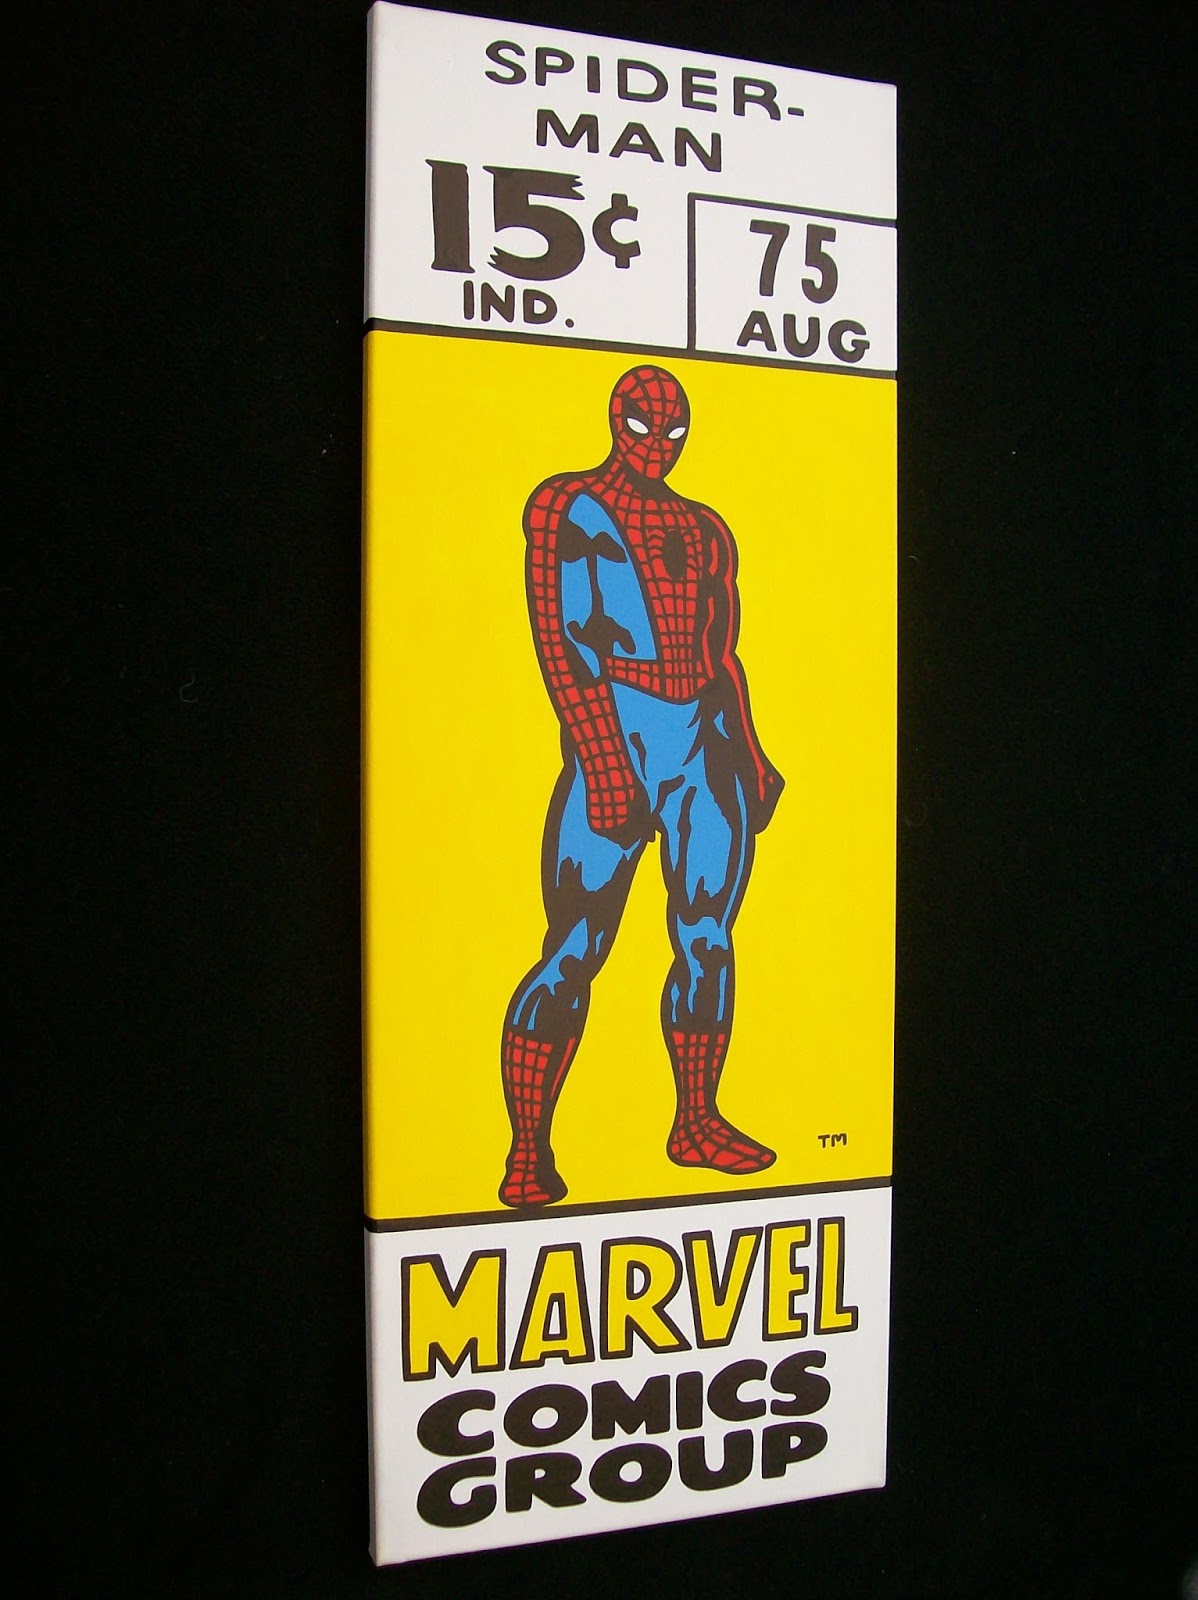 SPIDER-
MAN
15¢
IND.
75
AUG
TM
MARVEL
COMICS
GROUP